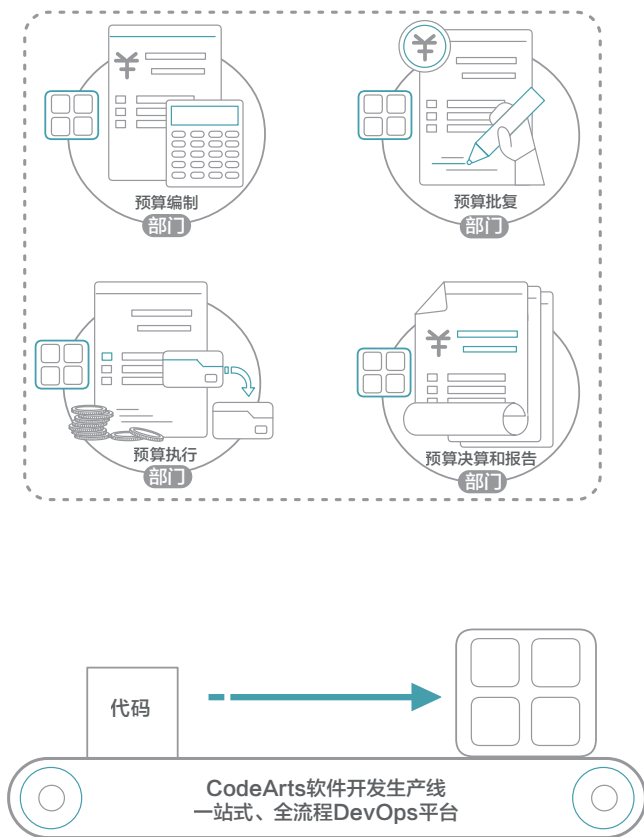 预算编制
部门
预算批复
部门
预算执行
部门
预算决算和报告
部门
代码
CodeArts软件开发生产线
一站式、全流程DevOps平台